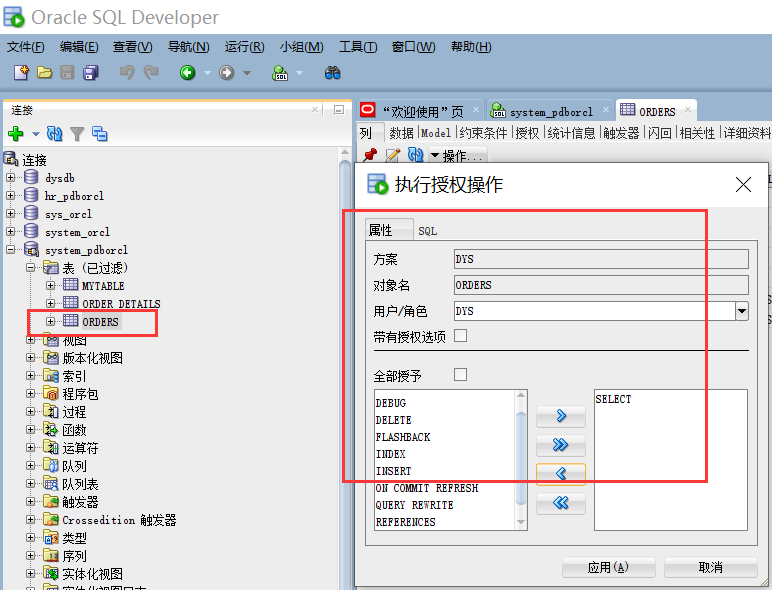 Oracle SQL Developer
文件(F) 编辑(E) 查看(V) 导航(N) 运行(R) 小组(M) 工具(T) 窗口(W) 帮助(H)
连接
“欢迎使用”页 system_pdborcl ORDERS
列 数据 Model 约束条件 授权 统计信息 触发器 闪回 相关性 详细资料
操作...
连接
dysdb
hr_pdborcl
sys_orcl
system_orcl
system_pdborcl
表 (已过滤)
MYTABLE
ORDER_DETAILS
ORDERS
视图
版本化视图
索引
程序包
过程
函数
运算符
队列
队列表
触发器
Crossedition 触发器
类型
序列
实体化视图
实体化视图日志
执行授权操作
属性 SQL
方案 DYS
对象名 ORDERS
用户/角色 DYS
带有授权选项
全部授予
DEBUG
DELETE
FLASHBACK
INDEX
INSERT
ON COMMIT REFRESH
QUERY REWRITE
REFERENCES
SELECT
应用(A) 取消